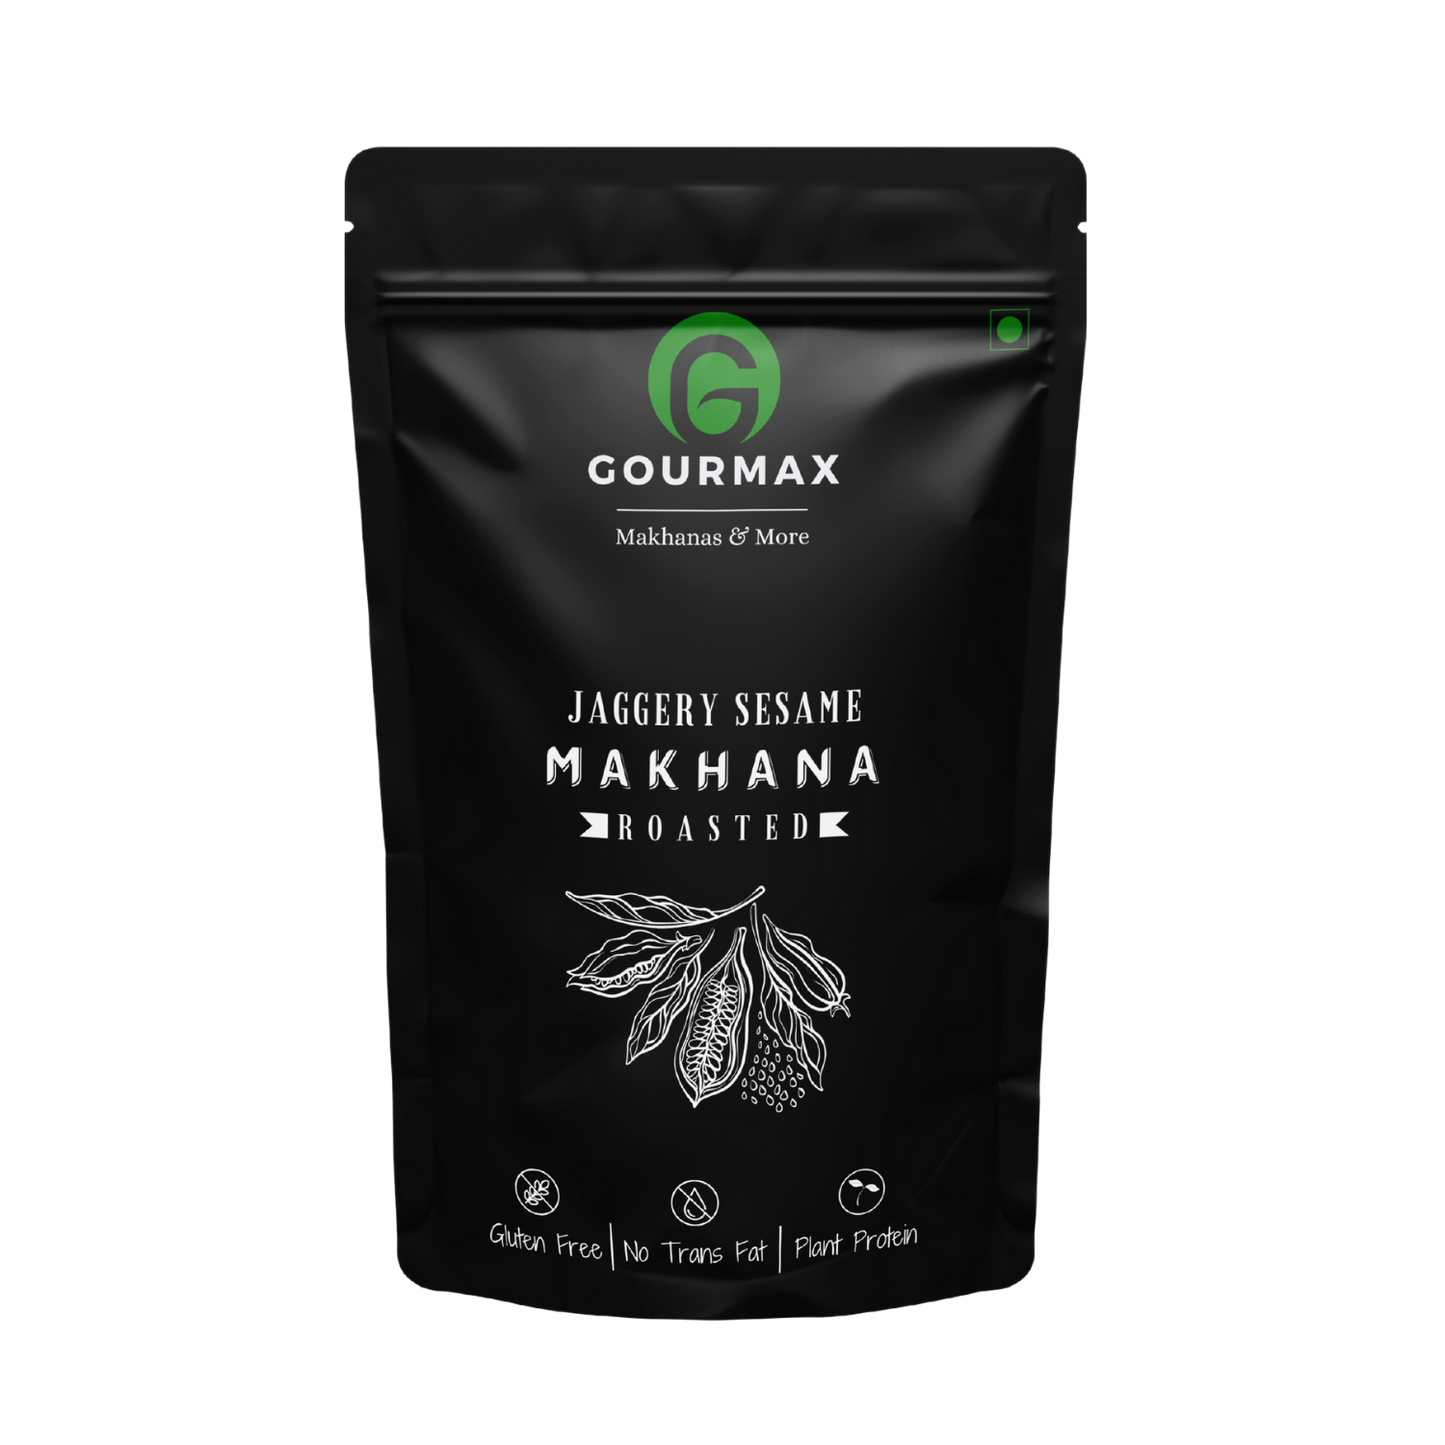 GOURMAX
Makhanas & More
JAGGERY SESAME
MAKHANA
ROASTED
Gluten Free | No Trans Fat | Plant Protein